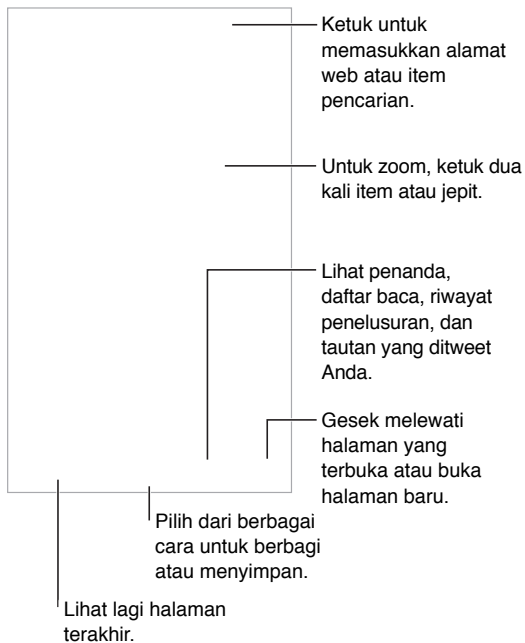 Ketuk untuk
memasukkan alamat
web atau item
pencarian.
Untuk zoom, ketuk dua
kali item atau jepit.
Lihat penanda,
daftar baca, riwayat
penelusuran, dan
tautan yang ditweet
Anda.
Gesek melewati
halaman yang
terbuka atau buka
halaman baru.
Pilih dari berbagai
cara untuk berbagi
atau menyimpan.
Lihat lagi halaman
terakhir.